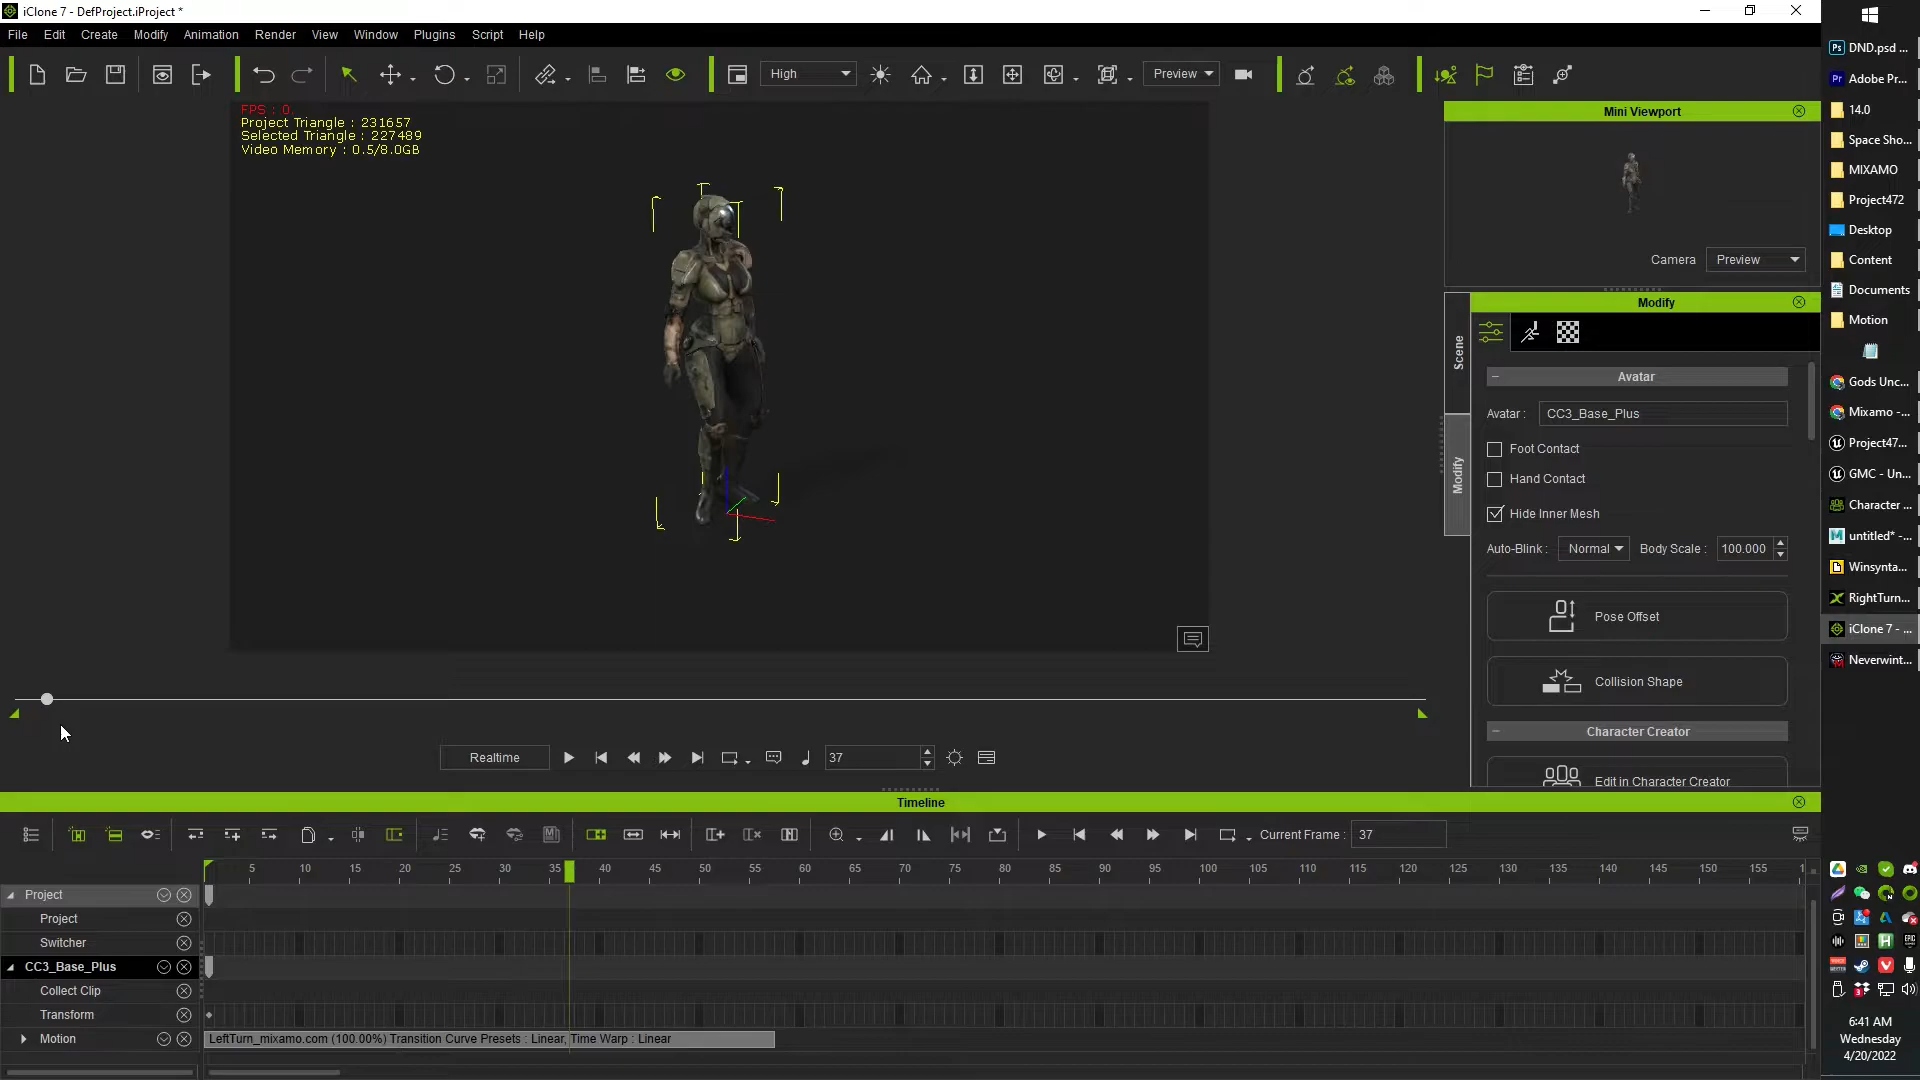 iClone 7 - DefProject.iProject *
File Edit Create Modify Animation Render View Window Plugins Script Help
High
Preview
FPS : 0
Project Triangle : 231657
Selected Triangle : 227489
Video Memory : 0.5/8.0GB
Mini Viewport
Camera Preview
Modify
Scene
Modify
Avatar
Avatar : CC3_Base_Plus
Foot Contact
Hand Contact
Hide Inner Mesh
Auto-Blink : Normal Body Scale : 100.000
Pose Offset
Collision Shape
Character Creator
Edit in Character Creator
Realtime
37
Timeline
Current Frame : 37
5 10 15 20 25 30 35 40 45 50 55 60 65 70 75 80 85 90 95 100 105 110 115 120 125 130 135 140 145 150 155
Project
Project
Switcher
CC3_Base_Plus
Collect Clip
Transform
Motion
LeftTurn_mixamo.com (100.00%) Transition Curve Presets : Linear, Time Warp : Linear
DND.psd ...
Adobe Pr...
14.0
Space Sho...
MIXAMO
Project472
Desktop
Content
Documents
Motion
Gods Unc...
Mixamo -...
Project47...
GMC - Un...
Character ...
untitled* -...
Winsynta...
RightTurn...
iClone 7 - ...
Neverwint...
6:41 AM
Wednesday
4/20/2022